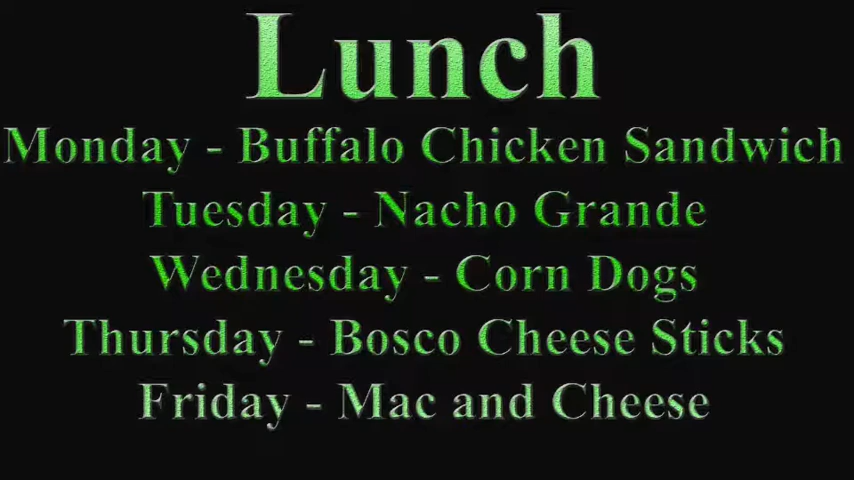 Lunch
Monday - Buffalo Chicken Sandwich
Tuesday - Nacho Grande
Wednesday - Corn Dogs
Thursday - Bosco Cheese Sticks
Friday - Mac and Cheese